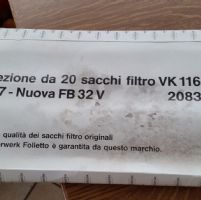 ezione da 20 sacchi filtro VK 116
7 - Nuova FB 32 V 2083
qualità dei sacchi filtro originali
erwerk Folletto è garantita da questo marchio.